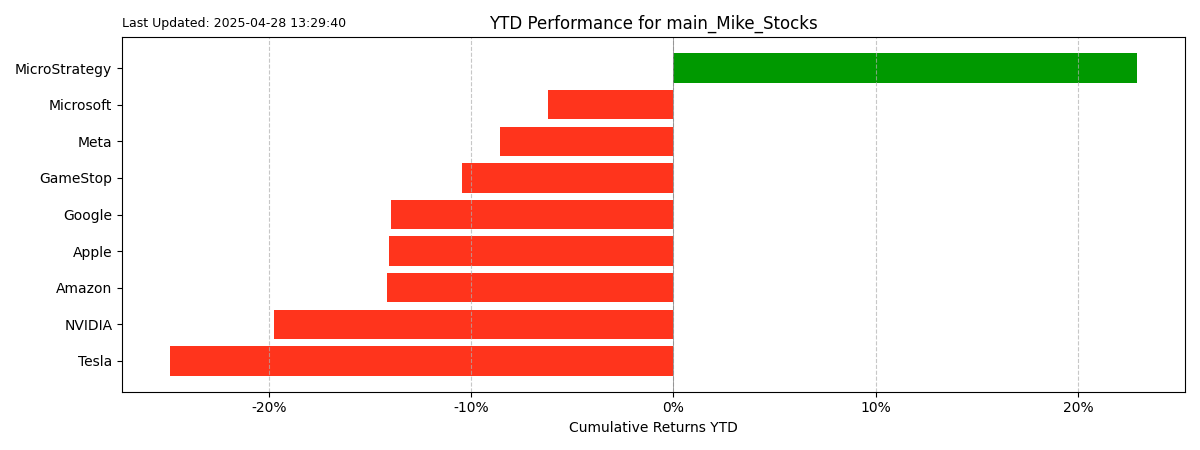 Last Updated: 2025-04-28 13:29:40
YTD Performance for main_Mike_Stocks
MicroStrategy
Microsoft
Meta
GameStop
Google
Apple
Amazon
NVIDIA
Tesla
-20% -10% 0% 10% 20%
Cumulative Returns YTD